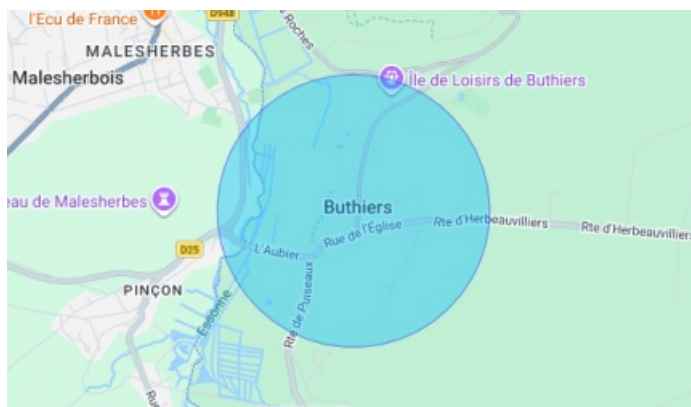 l'Ecu de France
D948
MALESHERBES
Malesherbois
Roches
Île de Loisirs de Buthiers
eau de Malesherbes
Buthiers
Rte d'Herbeauvilliers
Rte d'Herbeauvilliers
Rue de l'Église
D25
L'Aubier
PINÇON
Essonne
Rte de Puiseaux
Rue